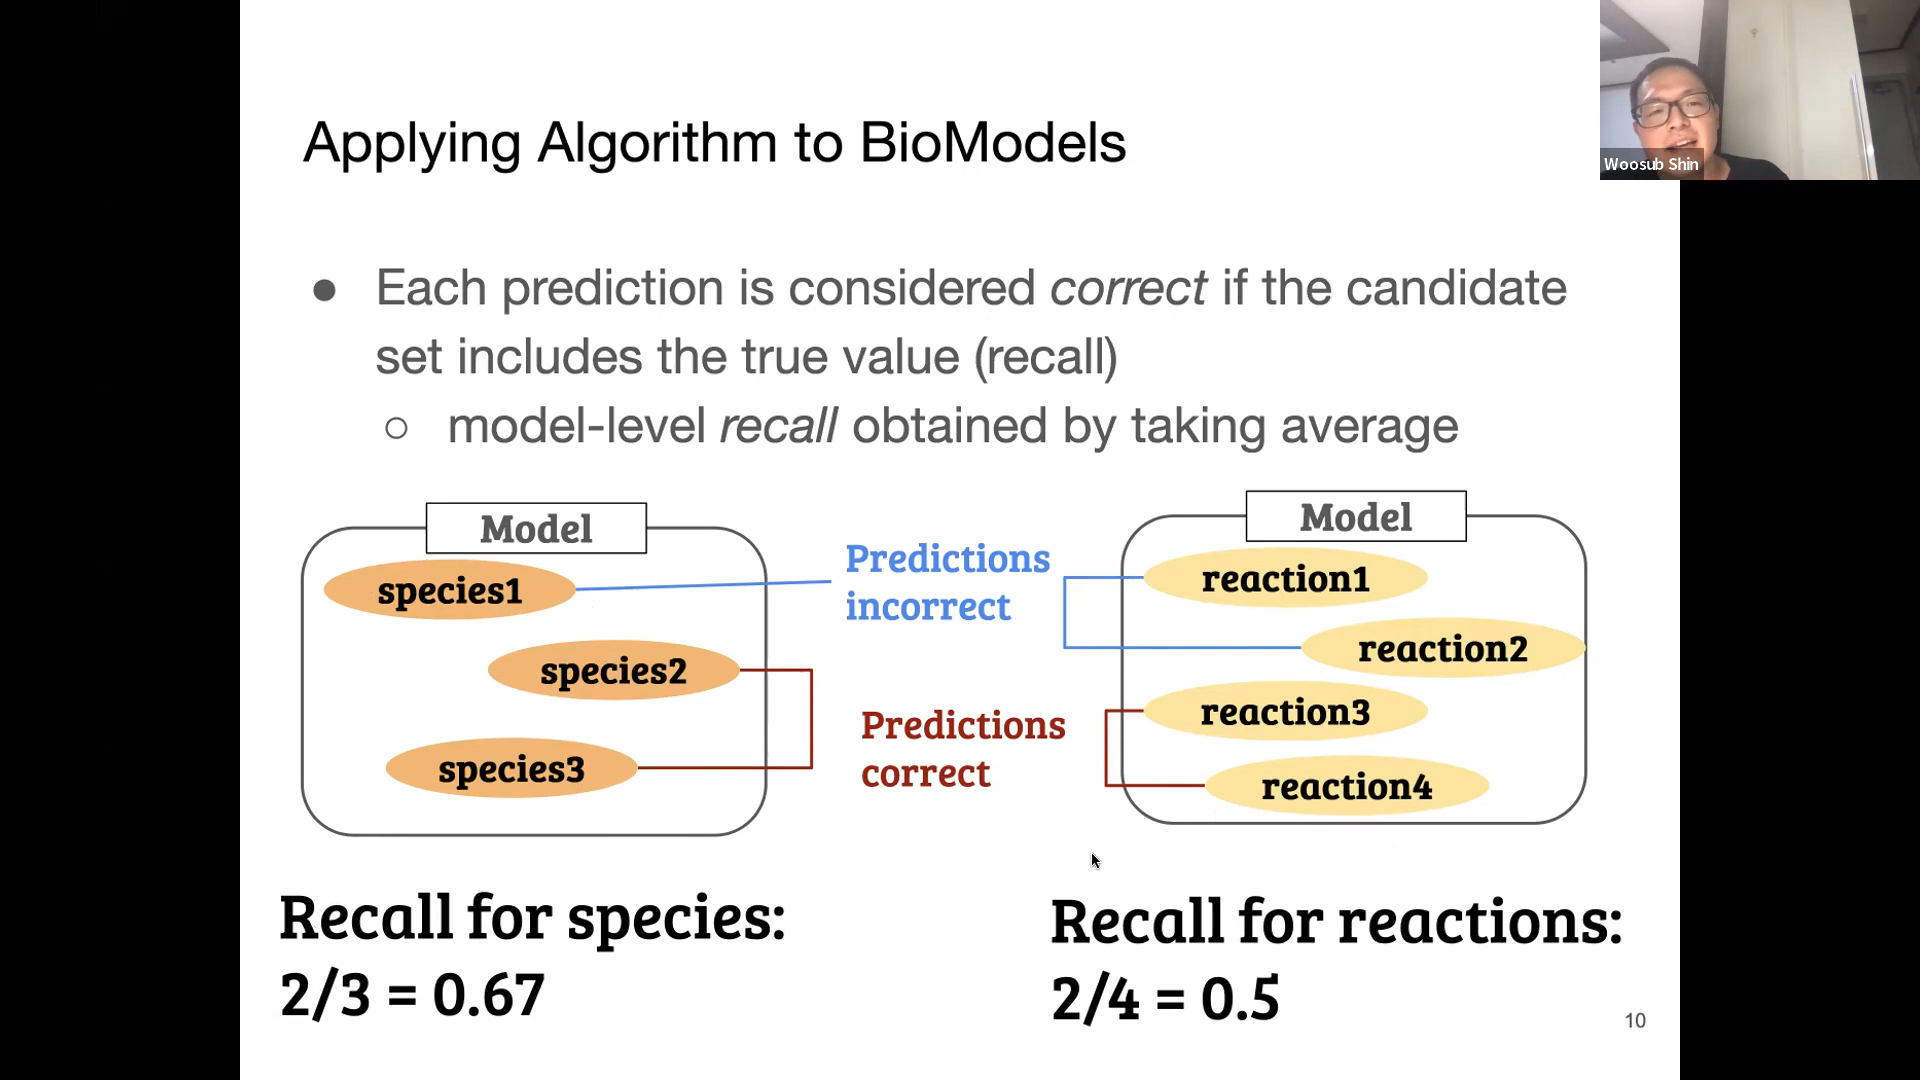 Applying Algorithm to BioModels
Woosub Shin
● Each prediction is considered correct if the candidate
set includes the true value (recall)
○ model-level recall obtained by taking average
Model
species1
species2
species3
Predictions
incorrect
Predictions
correct
Model
reaction1
reaction2
reaction3
reaction4
Recall for species:
2/3 = 0.67
Recall for reactions:
2/4 = 0.5
10